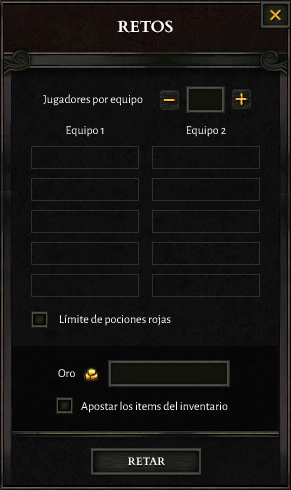 RETOS
Jugadores por equipo
Equipo 1 Equipo 2
Límite de pociones rojas
Oro
Apostar los items del inventario
RETAR